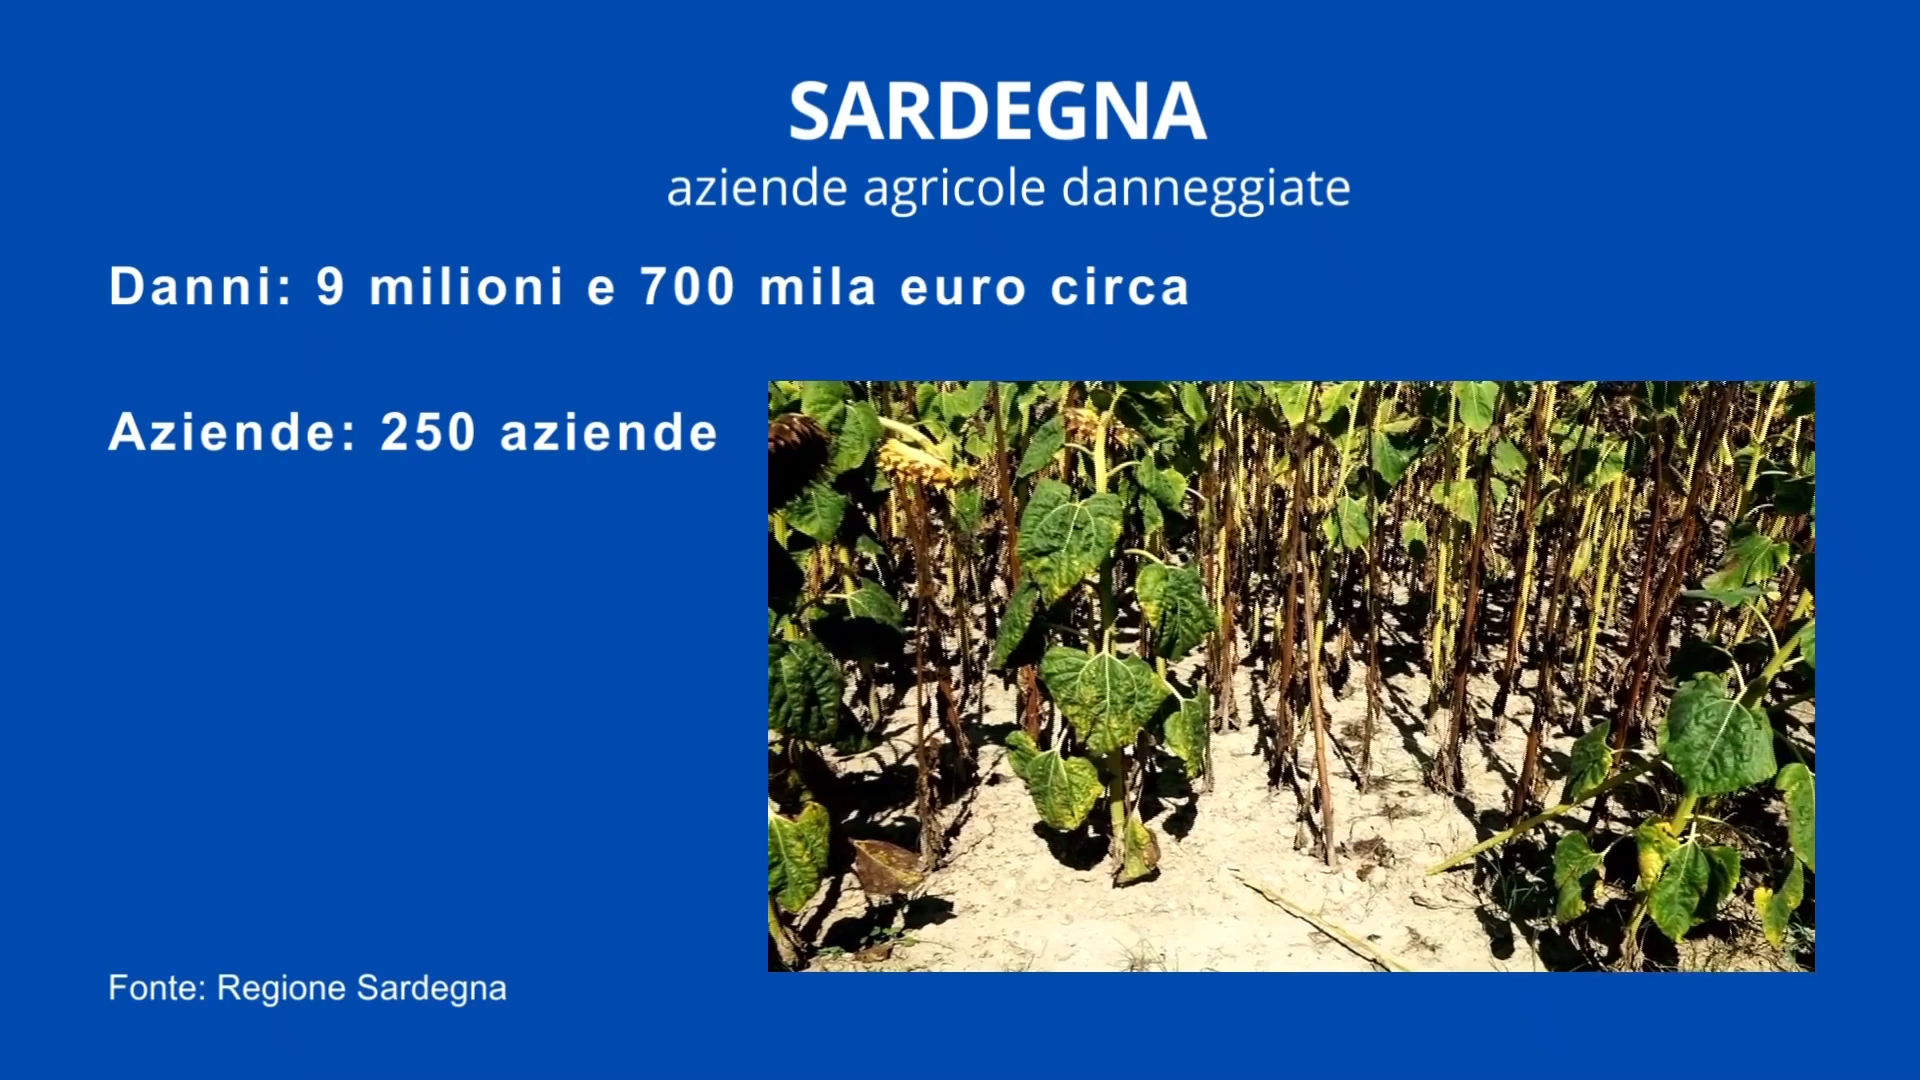 SARDEGNA
aziende agricole danneggiate
Danni: 9 milioni e 700 mila euro circa
Aziende: 250 aziende
Fonte: Regione Sardegna